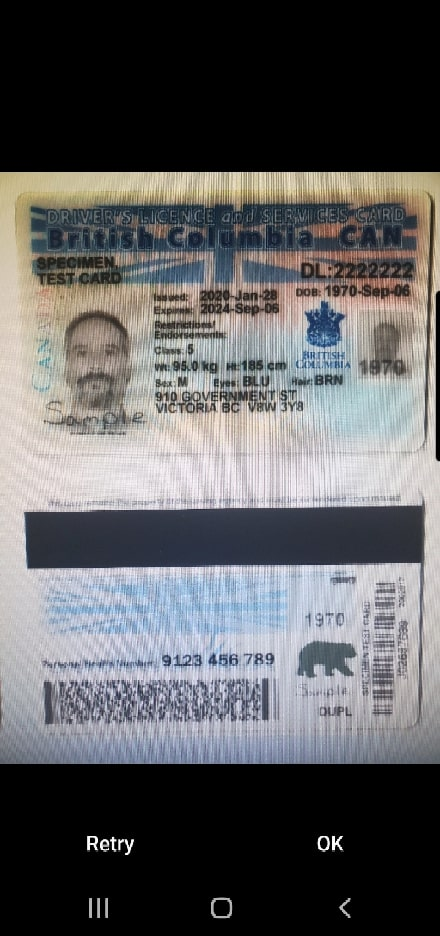 DRIVER'S LICENCE and SERVICES CARD
British Columbia CAN
SPECIMEN,
TEST CARD
DL:2222222
Issued: 2020-Jan-28
DOB: 1970-Sep-06
Expires: 2024-Sep-06
Restrictions/
Endorsements:
Class: 5
Wt: 95.0 kg Ht: 185 cm
Sex: M Eyes: BLU Hair: BRN
910 GOVERNMENT ST
VICTORIA BC V8W 3Y8
CANADA
BRITISH
COLUMBIA
1970
Sample
1970
Personal Health Number 9123 456 789
Sample
DUPL
SPECIMEN TEST CARD
Retry
OK